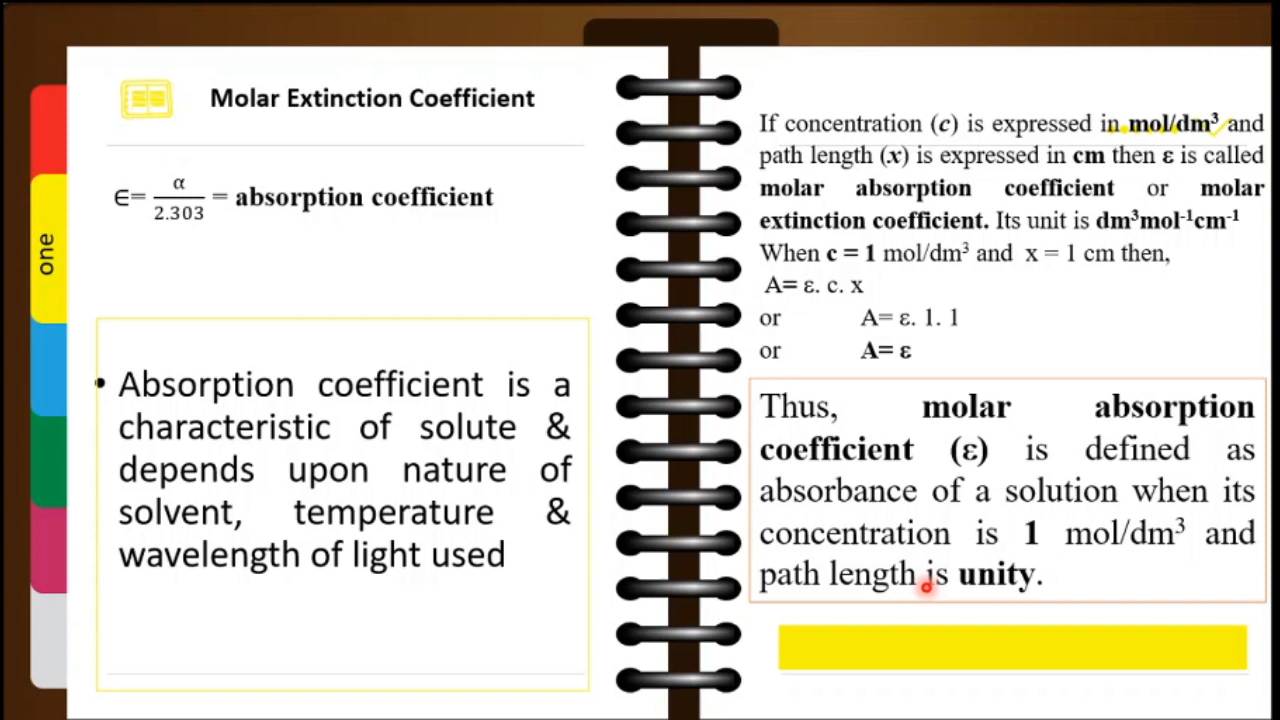 Molar Extinction Coefficient
∈= α/2.303 = absorption coefficient
one
• Absorption coefficient is a
characteristic of solute &
depends upon nature of
solvent, temperature &
wavelength of light used
If concentration (c) is expressed in mol/dm³ and
path length (x) is expressed in cm then ε is called
molar absorption coefficient or molar
extinction coefficient. Its unit is dm³mol⁻¹cm⁻¹
When c = 1 mol/dm³ and x = 1 cm then,
A= ε. c. x
or A= ε. 1. 1
or A= ε
Thus, molar absorption
coefficient (ε) is defined as
absorbance of a solution when its
concentration is 1 mol/dm³ and
path length is unity.